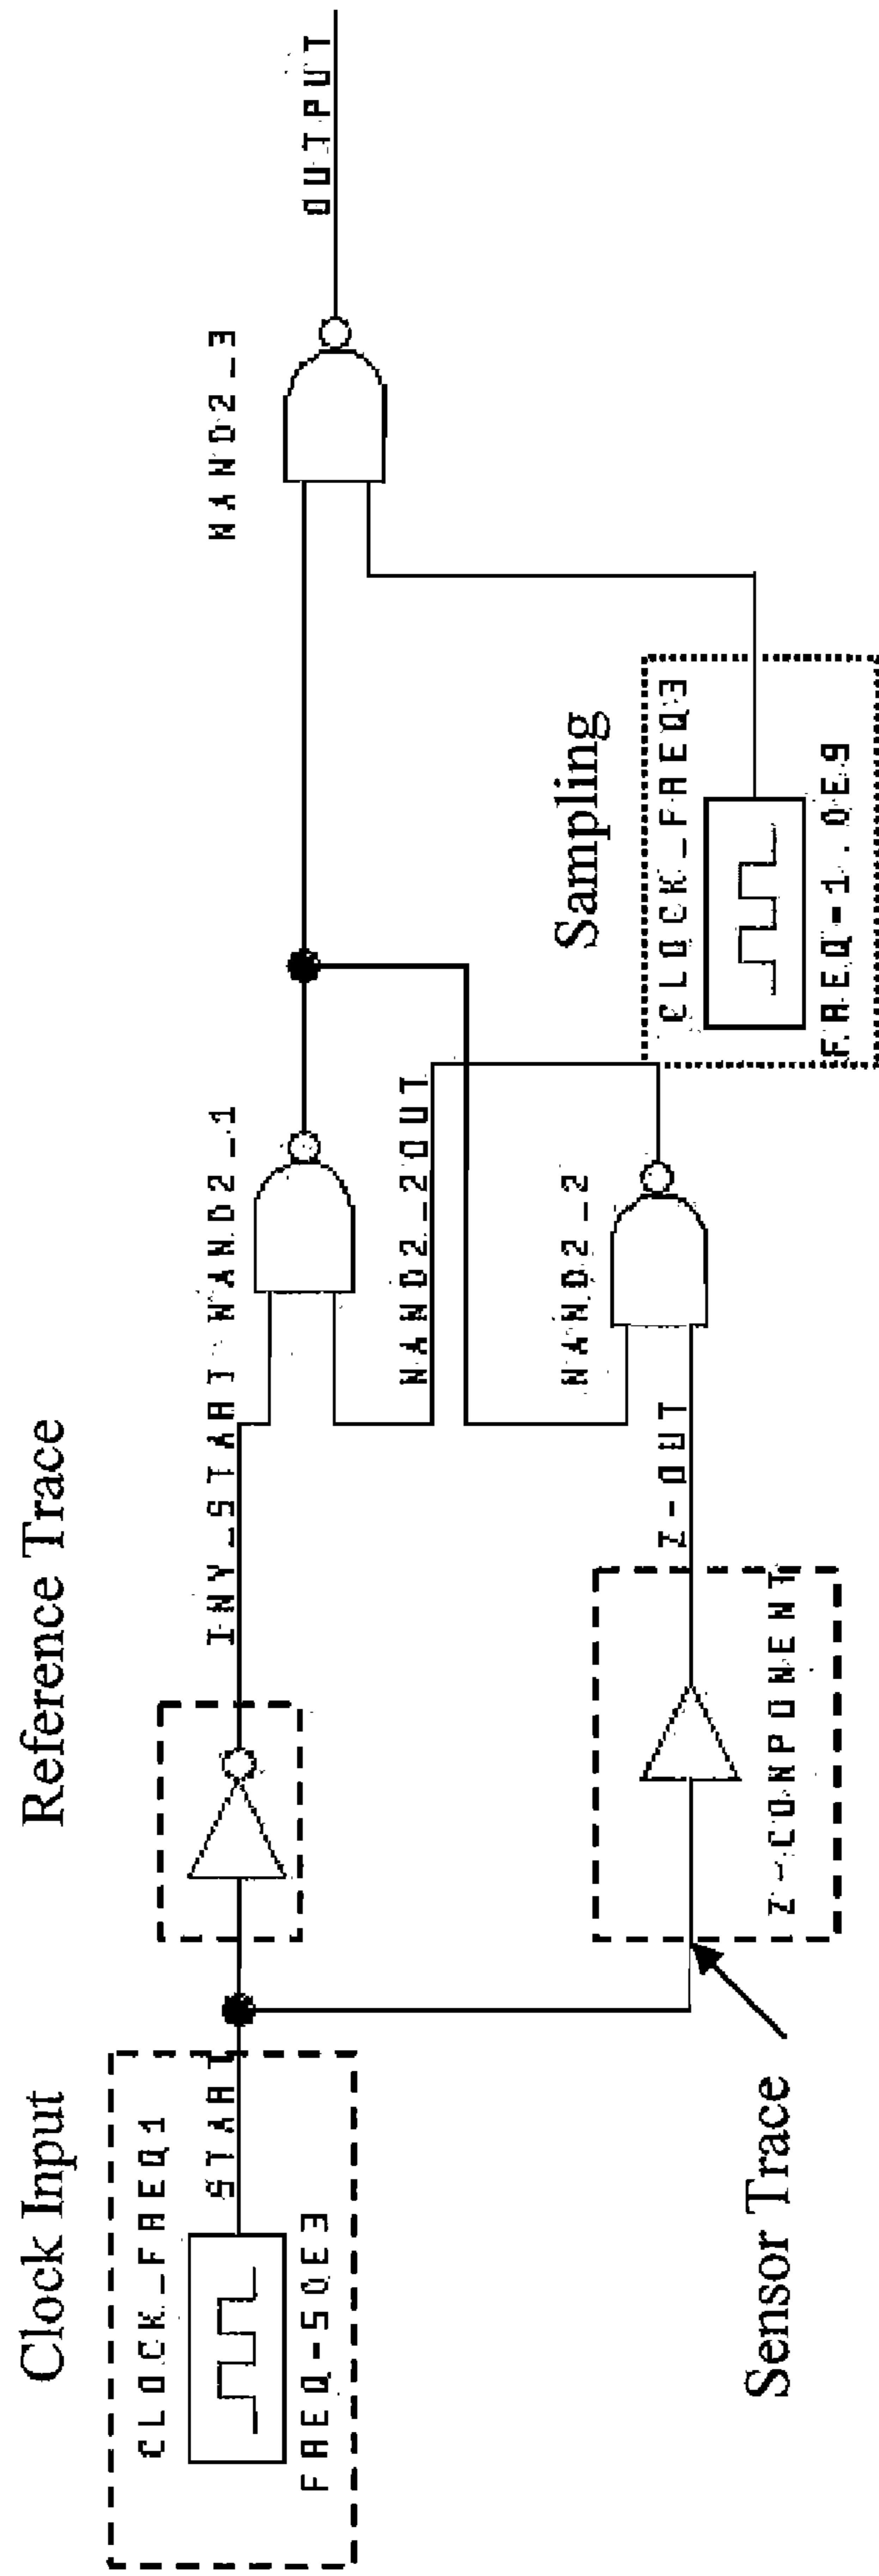 Clock Input
CLOCK_FREQ1
START
FREQ=50E3
Reference Trace
INV_START
NAND2_1
NAND2_2OUT
NAND2_2
Sensor Trace
Z-COMPONENT
Z-OUT
Sampling
CLOCK_FREQ3
FREQ=1.0E9
NAND2_3
OUTPUT